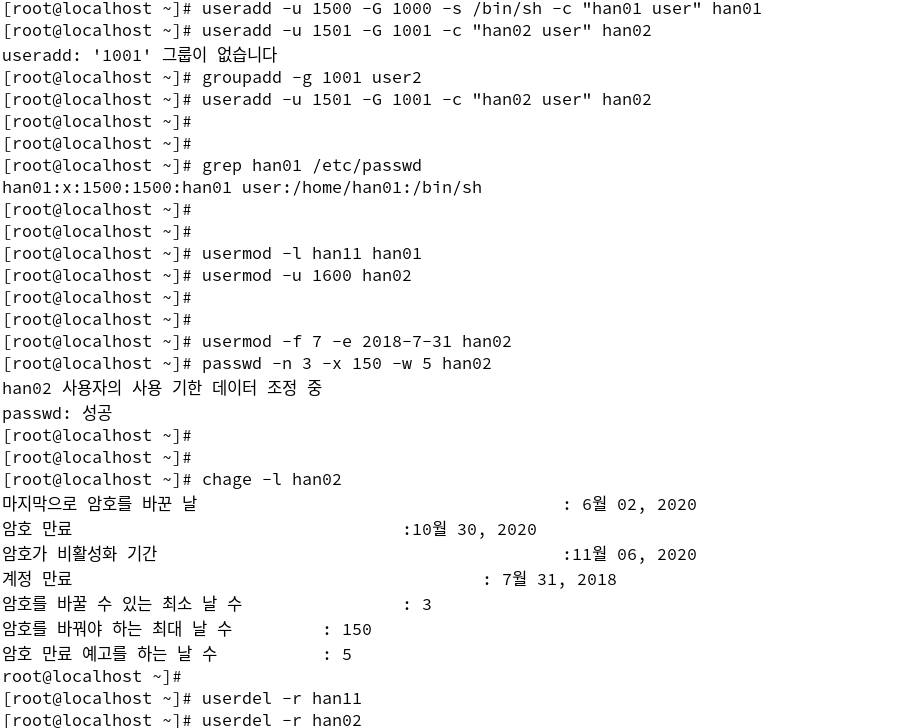 [root@localhost ~]# useradd -u 1500 -G 1000 -s /bin/sh -c "han01 user" han01
[root@localhost ~]# useradd -u 1501 -G 1001 -c "han02 user" han02
useradd: '1001' 그룹이 없습니다
[root@localhost ~]# groupadd -g 1001 user2
[root@localhost ~]# useradd -u 1501 -G 1001 -c "han02 user" han02
[root@localhost ~]#
[root@localhost ~]#
[root@localhost ~]# grep han01 /etc/passwd
han01:x:1500:1500:han01 user:/home/han01:/bin/sh
[root@localhost ~]#
[root@localhost ~]#
[root@localhost ~]# usermod -l han11 han01
[root@localhost ~]# usermod -u 1600 han02
[root@localhost ~]#
[root@localhost ~]#
[root@localhost ~]# usermod -f 7 -e 2018-7-31 han02
[root@localhost ~]# passwd -n 3 -x 150 -w 5 han02
han02 사용자의 사용 기한 데이터 조정 중
passwd: 성공
[root@localhost ~]#
[root@localhost ~]#
[root@localhost ~]# chage -l han02
마지막으로 암호를 바꾼 날 : 6월 02, 2020
암호 만료 :10월 30, 2020
암호가 비활성화 기간 :11월 06, 2020
계정 만료 : 7월 31, 2018
암호를 바꿀 수 있는 최소 날 수 : 3
암호를 바꿔야 하는 최대 날 수 : 150
암호 만료 예고를 하는 날 수 : 5
root@localhost ~]#
[root@localhost ~]# userdel -r han11
[root@localhost ~]# userdel -r han02